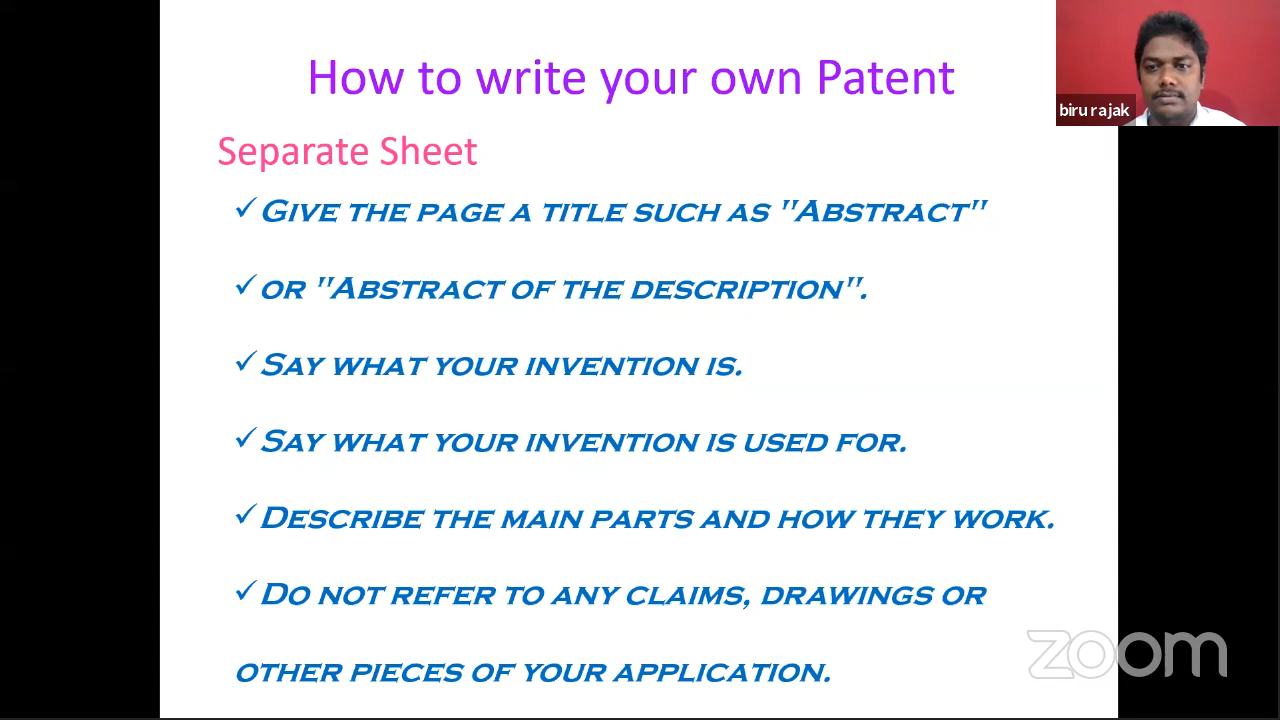 How to write your own Patent
biru rajak
Separate Sheet
✓ Give the page a title such as "Abstract"
✓ or "Abstract of the description".
✓ Say what your invention is.
✓ Say what your invention is used for.
✓ Describe the main parts and how they work.
✓ Do not refer to any claims, drawings or
other pieces of your application.
zoom